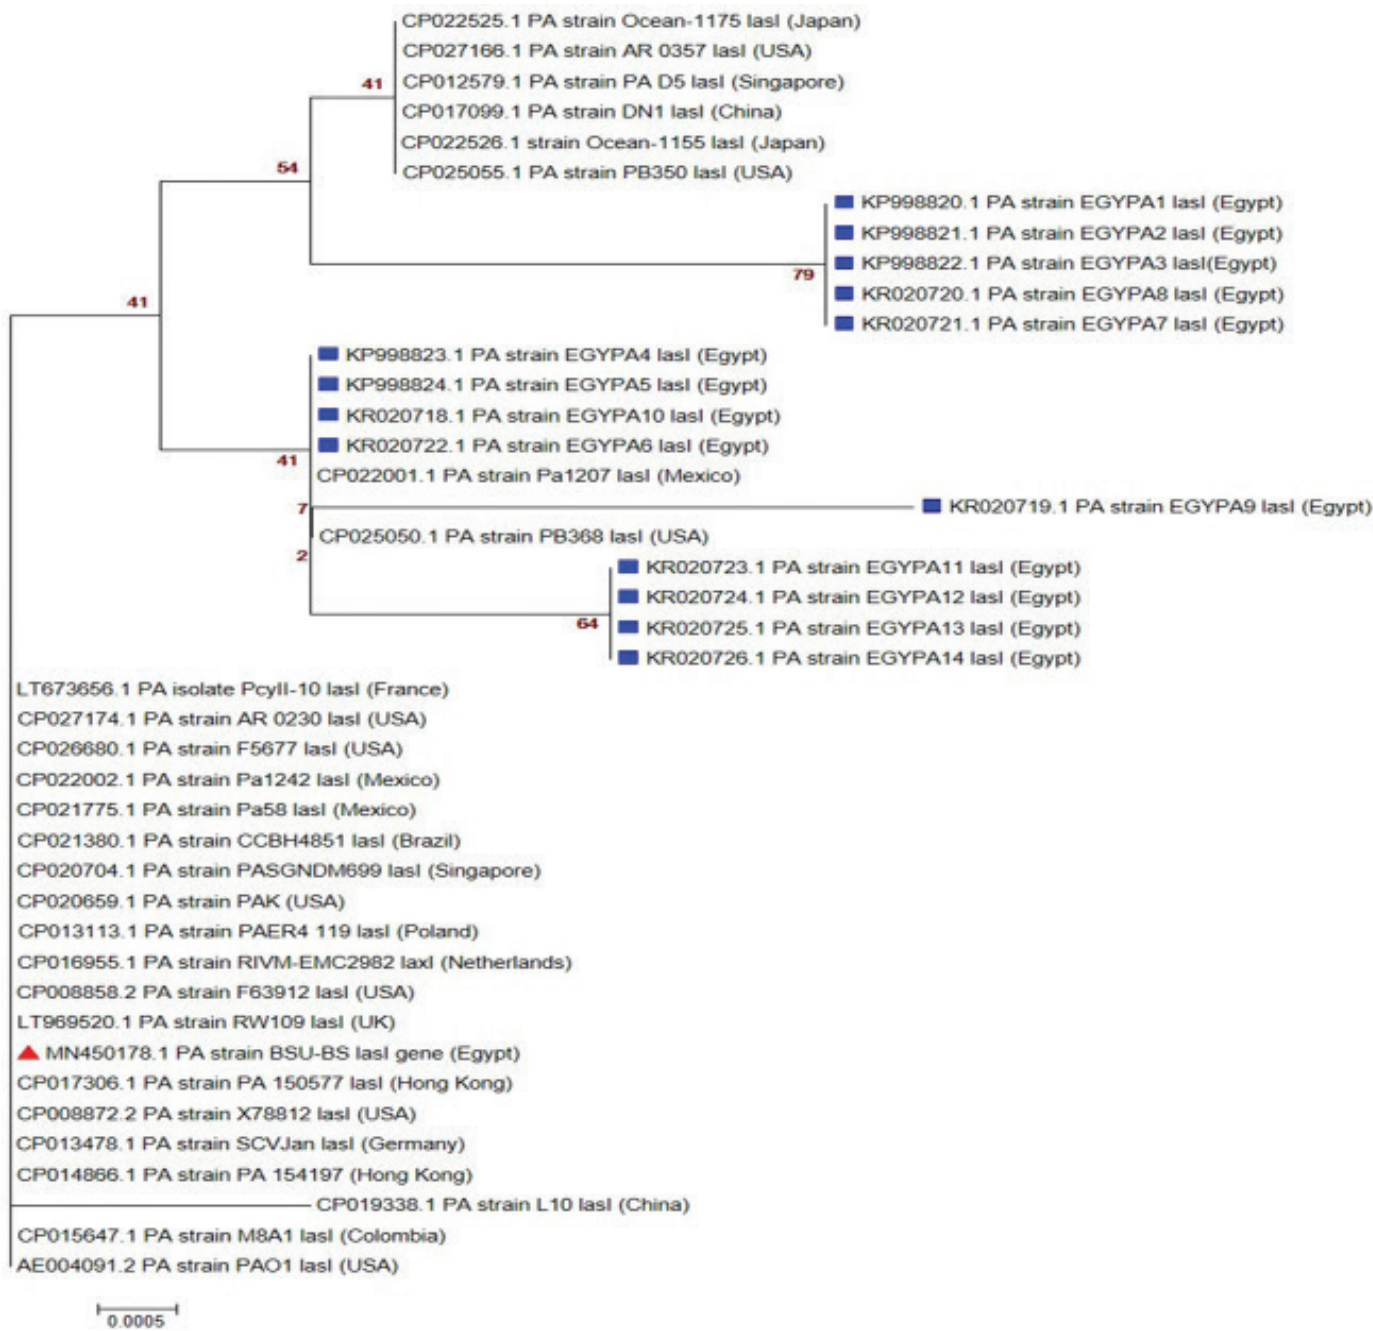 CP022525.1 PA strain Ocean-1175 lasI (Japan)
CP027166.1 PA strain AR 0357 lasI (USA)
41
CP012579.1 PA strain PA D5 lasI (Singapore)
CP017099.1 PA strain DN1 lasI (China)
CP022526.1 strain Ocean-1155 lasI (Japan)
54
CP025055.1 PA strain PB350 lasI (USA)
KP998820.1 PA strain EGYPA1 lasI (Egypt)
KP998821.1 PA strain EGYPA2 lasI (Egypt)
KP998822.1 PA strain EGYPA3 lasI(Egypt)
79
KR020720.1 PA strain EGYPA8 lasI (Egypt)
41
KR020721.1 PA strain EGYPA7 lasI (Egypt)
KP998823.1 PA strain EGYPA4 lasI (Egypt)
KP998824.1 PA strain EGYPA5 lasI (Egypt)
KR020718.1 PA strain EGYPA10 lasI (Egypt)
KR020722.1 PA strain EGYPA6 lasI (Egypt)
41
CP022001.1 PA strain Pa1207 lasI (Mexico)
7
KR020719.1 PA strain EGYPA9 lasI (Egypt)
CP025050.1 PA strain PB368 lasI (USA)
2
KR020723.1 PA strain EGYPA11 lasI (Egypt)
KR020724.1 PA strain EGYPA12 lasI (Egypt)
64
KR020725.1 PA strain EGYPA13 lasI (Egypt)
KR020726.1 PA strain EGYPA14 lasI (Egypt)
LT673656.1 PA isolate PcyII-10 lasI (France)
CP027174.1 PA strain AR 0230 lasI (USA)
CP026680.1 PA strain F5677 lasI (USA)
CP022002.1 PA strain Pa1242 lasI (Mexico)
CP021775.1 PA strain Pa58 lasI (Mexico)
CP021380.1 PA strain CCBH4851 lasI (Brazil)
CP020704.1 PA strain PASGNDM699 lasI (Singapore)
CP020659.1 PA strain PAK (USA)
CP013113.1 PA strain PAER4 119 lasI (Poland)
CP016955.1 PA strain RIVM-EMC2982 laxI (Netherlands)
CP008858.2 PA strain F63912 lasI (USA)
LT969520.1 PA strain RW109 lasI (UK)
MN450178.1 PA strain BSU-BS lasI gene (Egypt)
CP017306.1 PA strain PA 150577 lasI (Hong Kong)
CP008872.2 PA strain X78812 lasI (USA)
CP013478.1 PA strain SCVJan lasI (Germany)
CP014866.1 PA strain PA 154197 (Hong Kong)
CP019338.1 PA strain L10 lasI (China)
CP015647.1 PA strain M8A1 lasI (Colombia)
AE004091.2 PA strain PAO1 lasI (USA)
0.0005